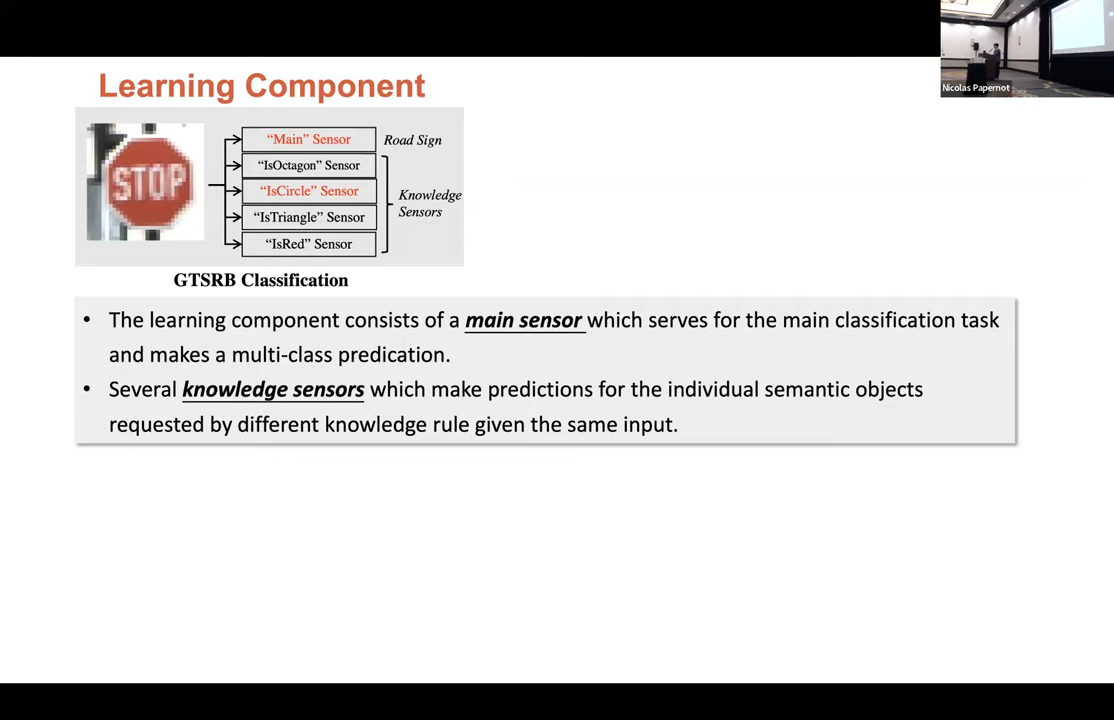 Nicolas Papernot
Learning Component
STOP
“Main” Sensor
Road Sign
“IsOctagon” Sensor
“IsCircle” Sensor
“IsTriangle” Sensor
“IsRed” Sensor
Knowledge
Sensors
GTSRB Classification
• The learning component consists of a main sensor which serves for the main classification task
and makes a multi-class predication.
• Several knowledge sensors which make predictions for the individual semantic objects
requested by different knowledge rule given the same input.